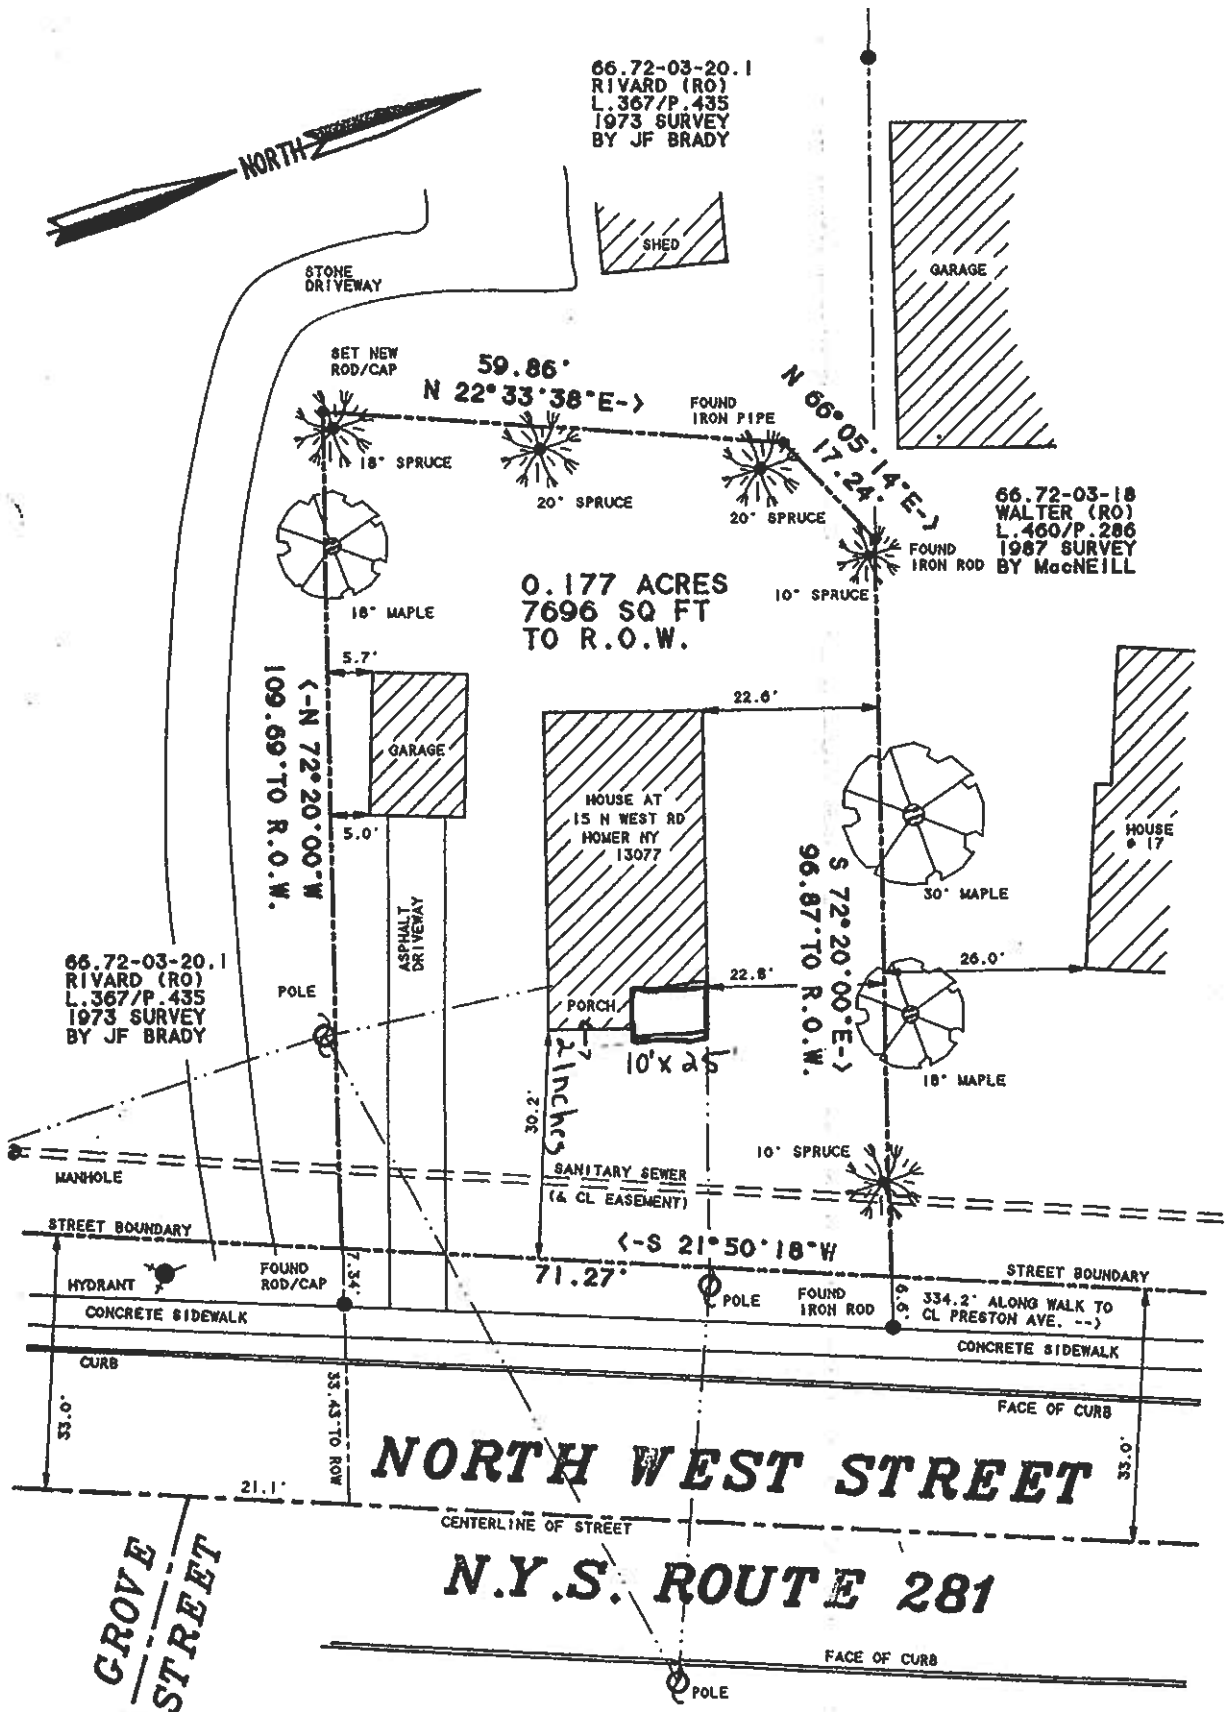 66.72-03-20.1
RIVARD (RO)
L.367/P.435
1973 SURVEY
BY JF BRADY
NORTH
SHED
GARAGE
STONE
DRIVEWAY
SET NEW
ROD/CAP
59.86'
N 22°33'38"E->
FOUND
IRON PIPE
N 66°05'14"E->
17.24'
18" SPRUCE
20" SPRUCE
20" SPRUCE
66.72-03-18
WALTER (RO)
L.460/P.286
1987 SURVEY
BY MacNEILL
FOUND
IRON ROD
10" SPRUCE
0.177 ACRES
7696 SQ FT
TO R.O.W.
18" MAPLE
5.7'
22.6'
<-N 72°20'00"W
109.69'TO R.O.W.
GARAGE
5.0'
HOUSE AT
15 N WEST RD
HOMER NY
13077
HOUSE
# 17
30" MAPLE
S 72°20'00"E->
96.87'TO R.O.W.
ASPHALT
DRIVEWAY
66.72-03-20.1
RIVARD (RO)
L.367/P.435
1973 SURVEY
BY JF BRADY
POLE
PORCH
22.8'
26.0'
10'x 25'
2 Inches
30.2'
18" MAPLE
10" SPRUCE
MANHOLE
SANITARY SEWER
(& CL EASEMENT)
STREET BOUNDARY
<-S 21°50'18"W
71.27'
STREET BOUNDARY
HYDRANT
FOUND
ROD/CAP
7.34'
POLE
FOUND
IRON ROD
6.6'
334.2' ALONG WALK TO
CL PRESTON AVE. -->
CONCRETE SIDEWALK
CONCRETE SIDEWALK
CURB
FACE OF CURB
33.0'
33.43'TO ROW
33.0'
NORTH WEST STREET
21.1'
CENTERLINE OF STREET
N.Y.S. ROUTE 281
GROVE
STREET
FACE OF CURB
POLE